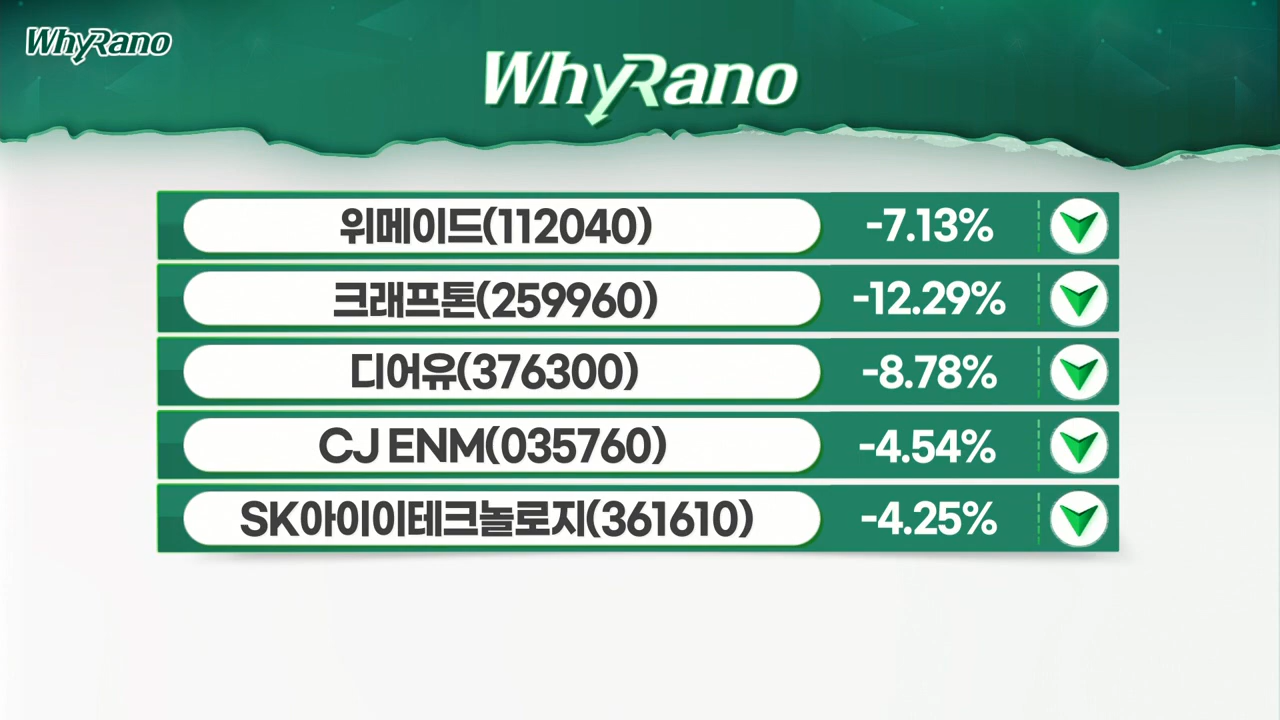 WhyRano
WhyRano
위메이드(112040) -7.13%
크래프톤(259960) -12.29%
디어유(376300) -8.78%
CJ ENM(035760) -4.54%
SK아이이테크놀로지(361610) -4.25%